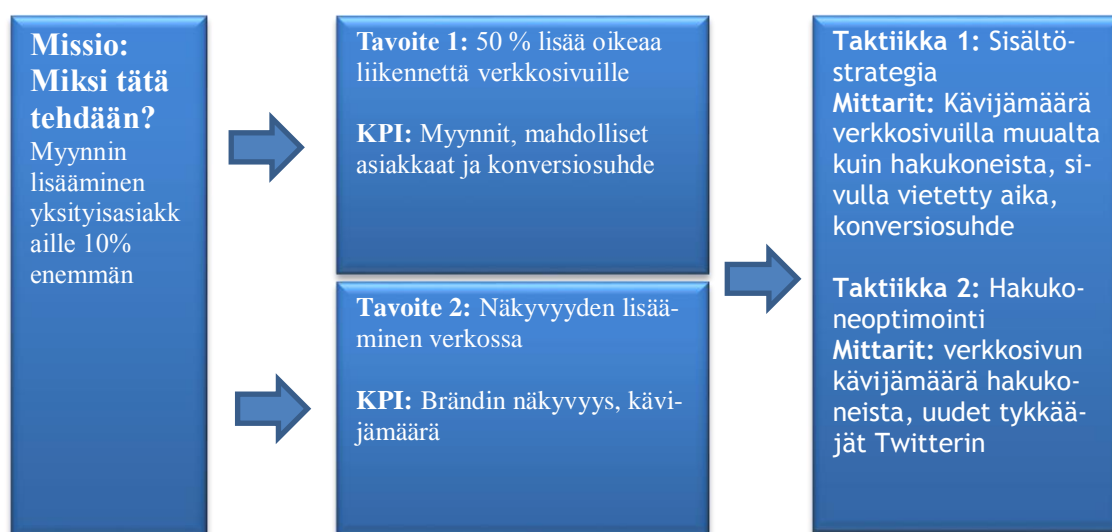 Missio:
Miksi tätä
tehdään?
Myynnin
lisääminen
yksityisasiakk
aille 10%
enemmän
Tavoite 1: 50 % lisää oikeaa
liikennettä verkkosivuille
KPI: Myynnit, mahdolliset
asiakkaat ja konversiosuhde
Tavoite 2: Näkyvyyden lisää-
minen verkossa
KPI: Brändin näkyvyys, kävi-
jämäärä
Taktiikka 1: Sisältö-
strategia
Mittarit: Kävijämäärä
verkkosivuilla muualta
kuin hakukoneista, si-
vulla vietetty aika,
konversiosuhde
Taktiikka 2: Hakuko-
neoptimointi
Mittarit: verkkosivun
kävijämäärä hakuko-
neista, uudet tykkää-
jät Twitterin